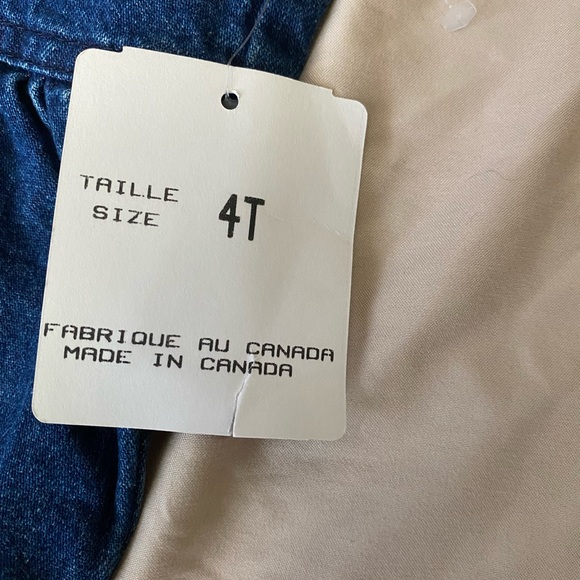 TAILLE
SIZE
4T
FABRIQUE AU CANADA
MADE IN CANADA